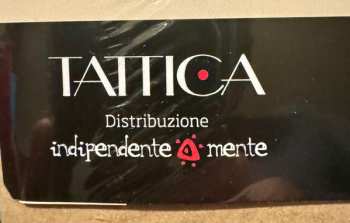 TATTICA
Distribuzione
indipendente mente